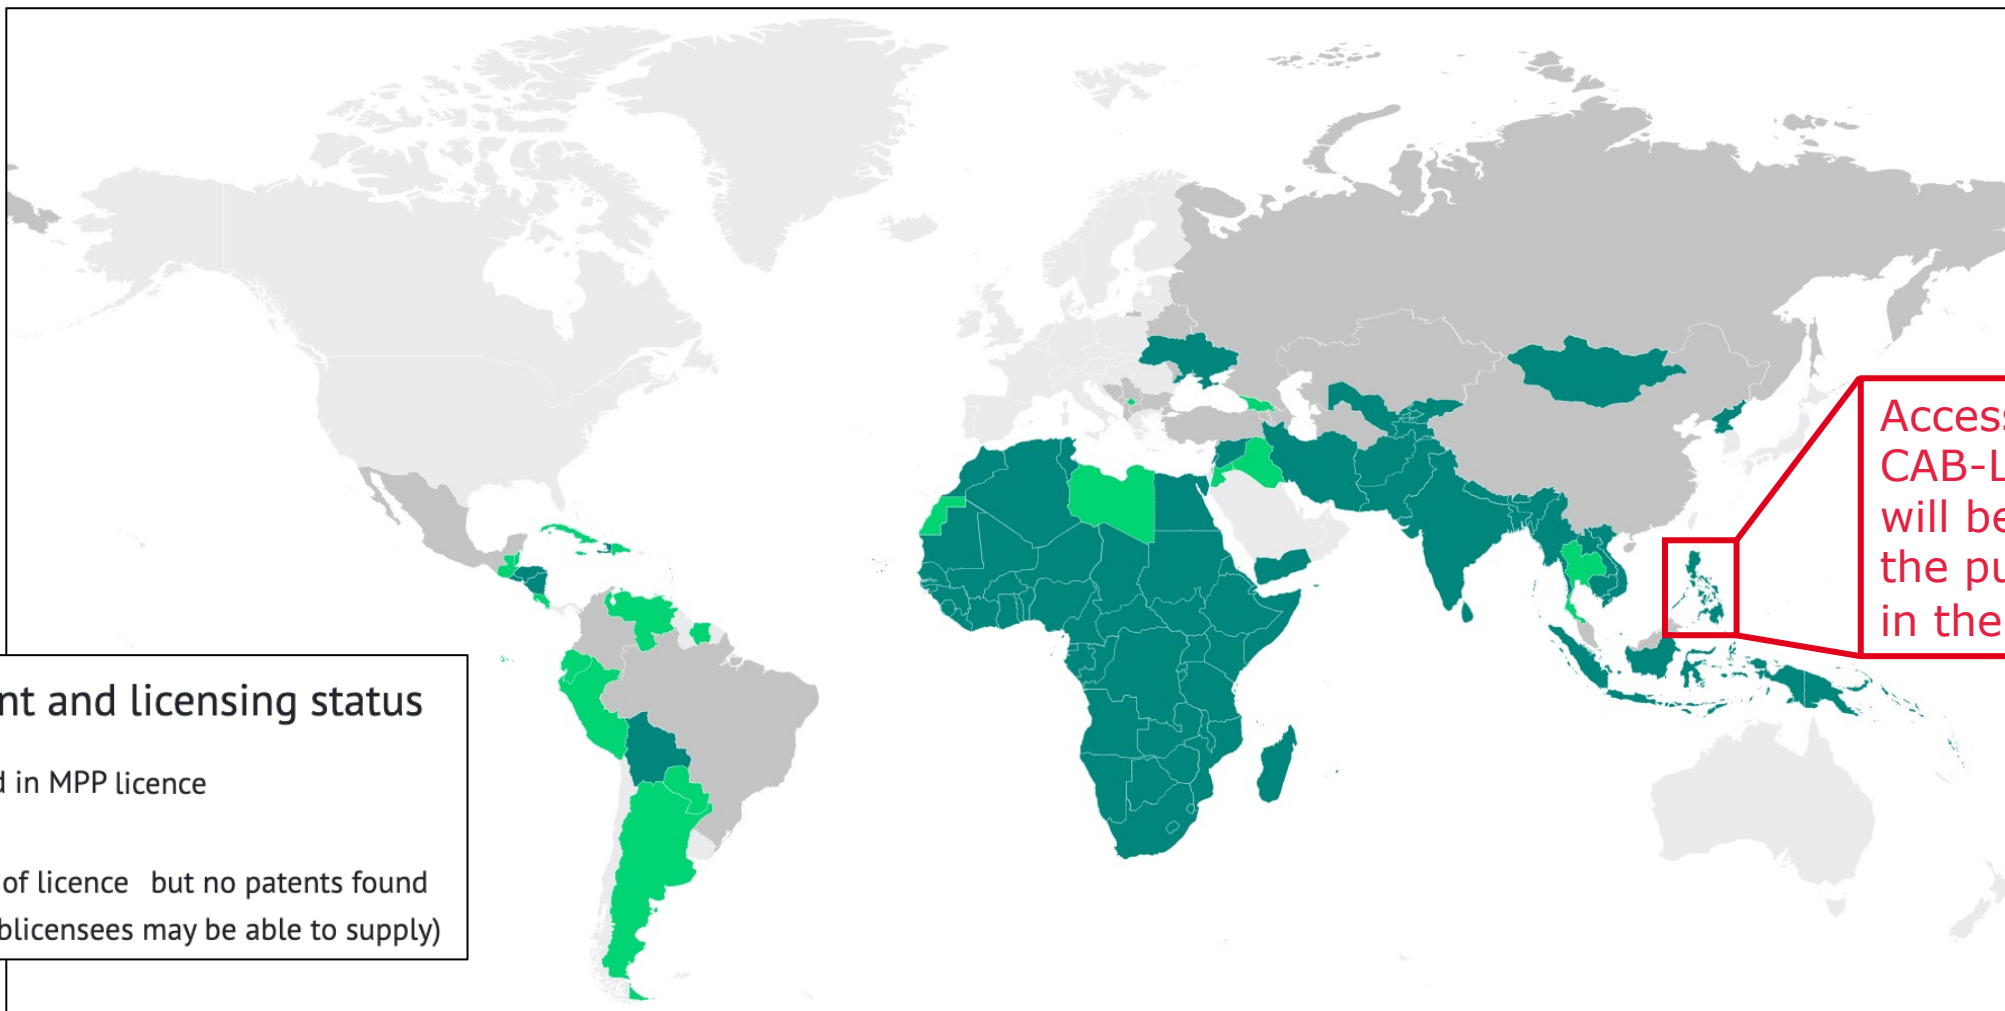 nt and licensing status
d in MPP licence
of licence but no patents found
blicensees may be able to supply)
Access
CAB-L
will be
the pu
in the